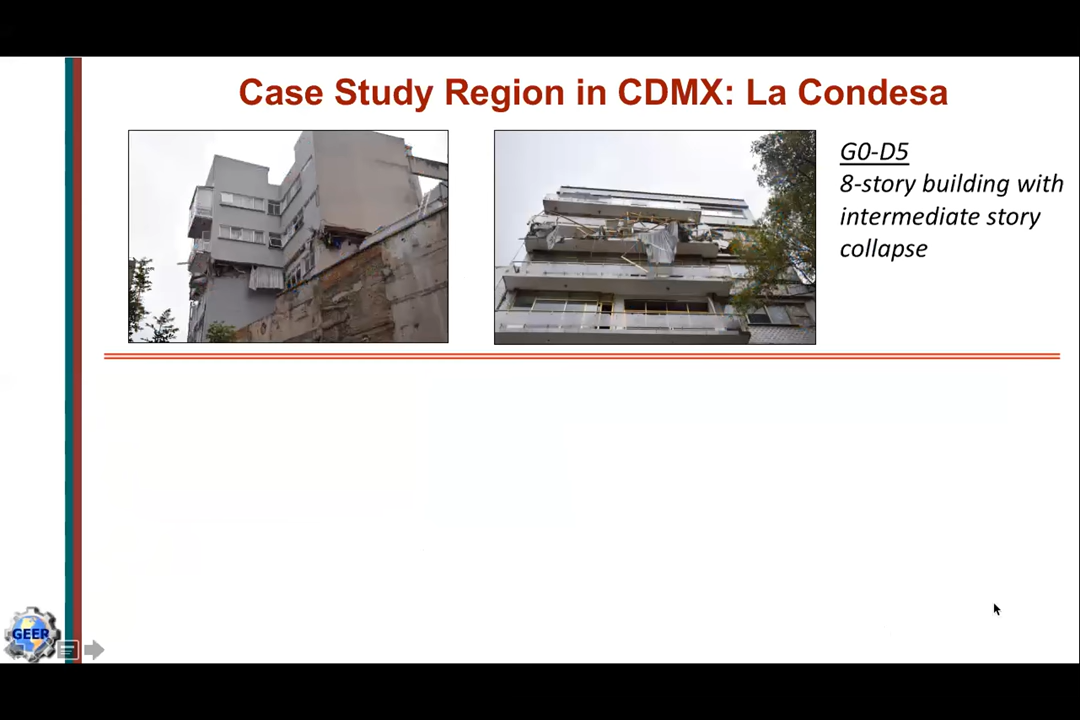 Case Study Region in CDMX: La Condesa
G0-D5
8-story building with
intermediate story
collapse
GEER